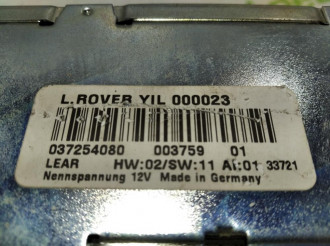 L.ROVER YIL 000023
037254080 003759 01
LEAR HW:02/SW:11 AI:01 33721
Nennspannung 12V Made in Germany